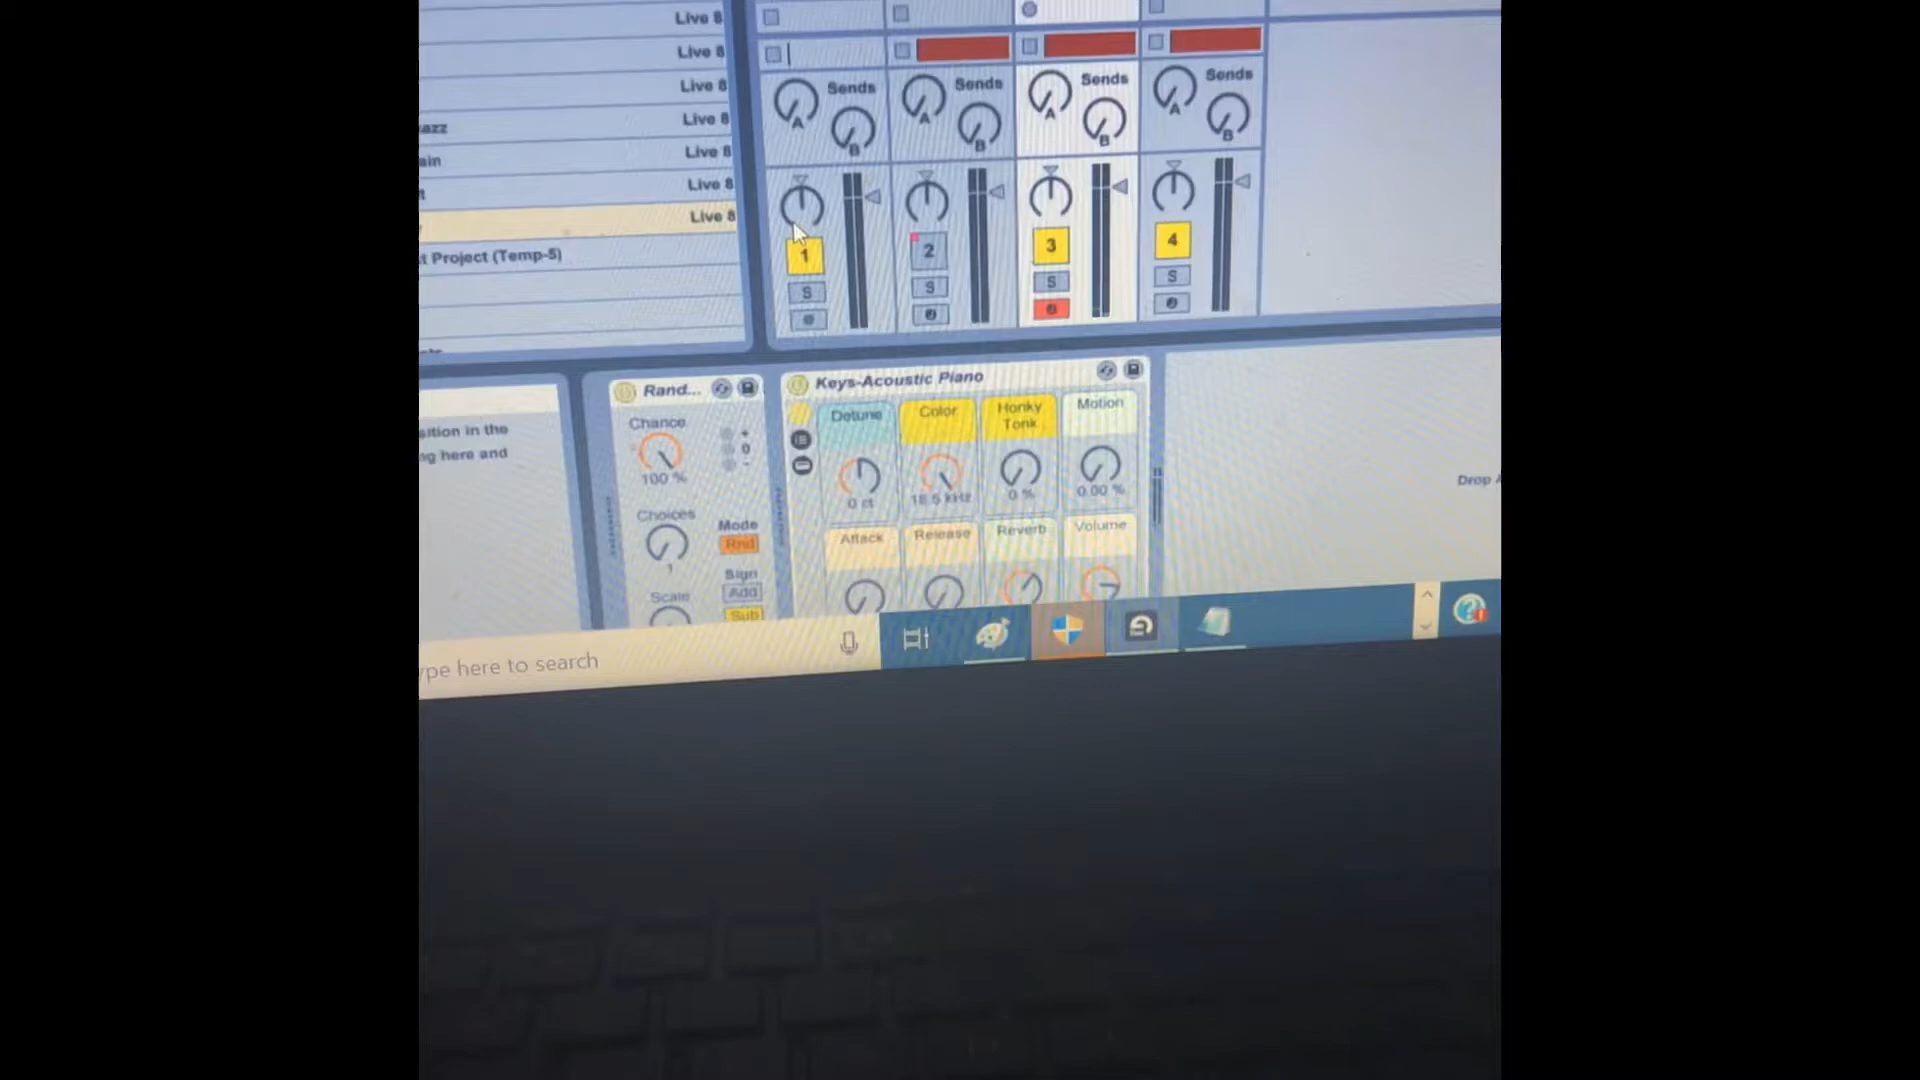 Live 8
Live 8
Live 8
azz Live 8
ain Live 8
Live 8
Live 8
t Project (Temp-5)
Sends Sends Sends Sends
A B A B A B A B
1 2 3 4
S S S S
sition in the
ng here and
Rand...
Chance
100 %
+
0
-
Choices
1
Mode
Rnd
Sign
Add
Sub
Scale
Keys-Acoustic Piano
Detune Color Honky Tonk Motion
0 ct 18.5 kHz 0 % 0.00 %
Attack Release Reverb Volume
Drop
ype here to search